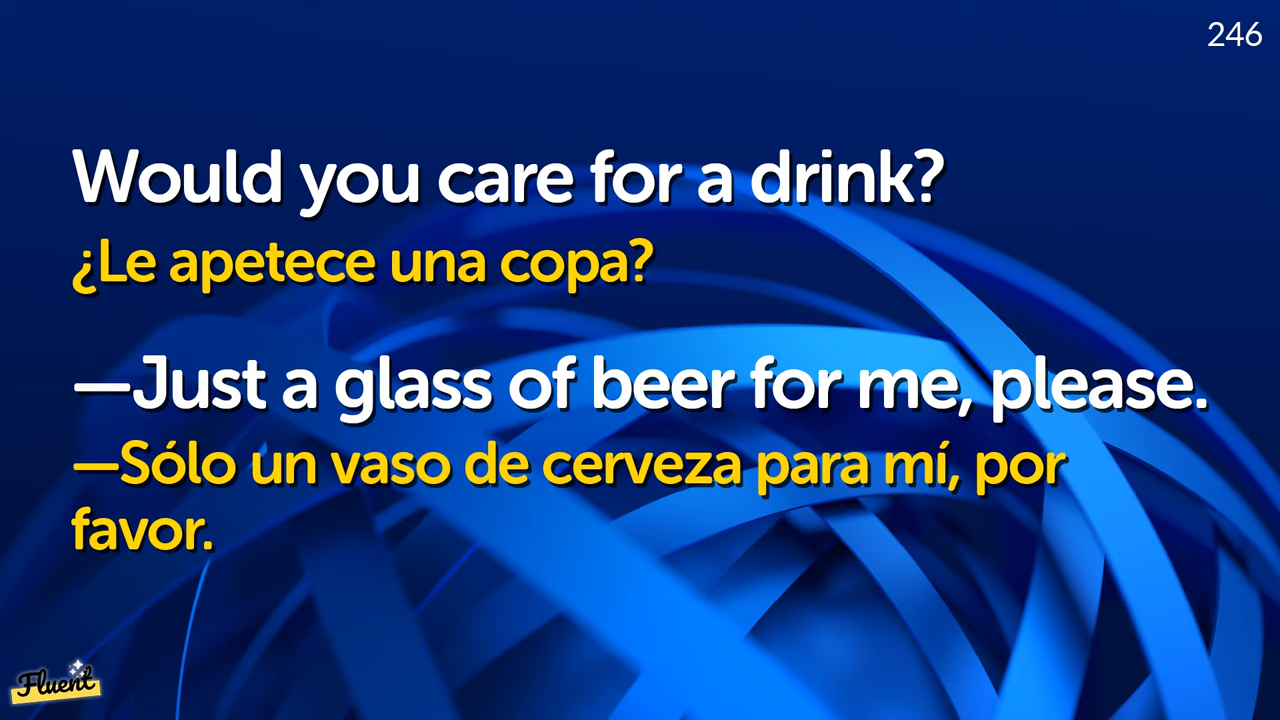 246
Would you care for a drink?
¿Le apetece una copa?
—Just a glass of beer for me, please.
—Sólo un vaso de cerveza para mí, por
favor.
Fluent